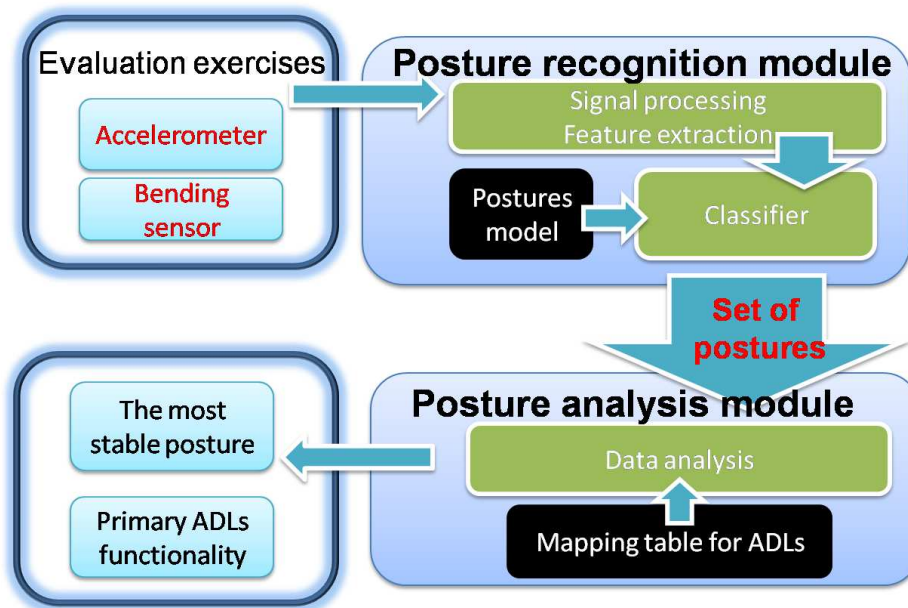 Evaluation exercises
Accelerometer
Bending
sensor
Posture recognition module
Signal processing
Feature extraction
Postures
model
Classifier
Set of
postures
Posture analysis module
Data analysis
Mapping table for ADLs
The most
stable posture
Primary ADLs
functionality